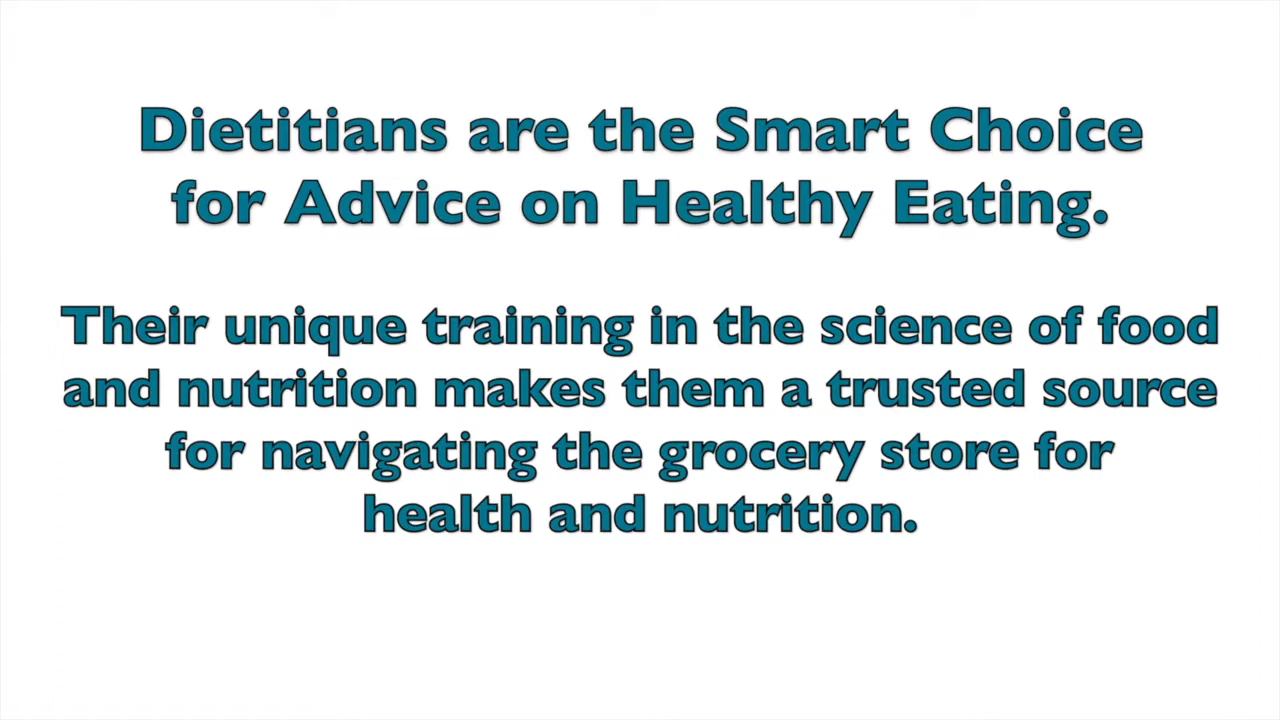 Dietitians are the Smart Choice
for Advice on Healthy Eating.
Their unique training in the science of food
and nutrition makes them a trusted source
for navigating the grocery store for
health and nutrition.